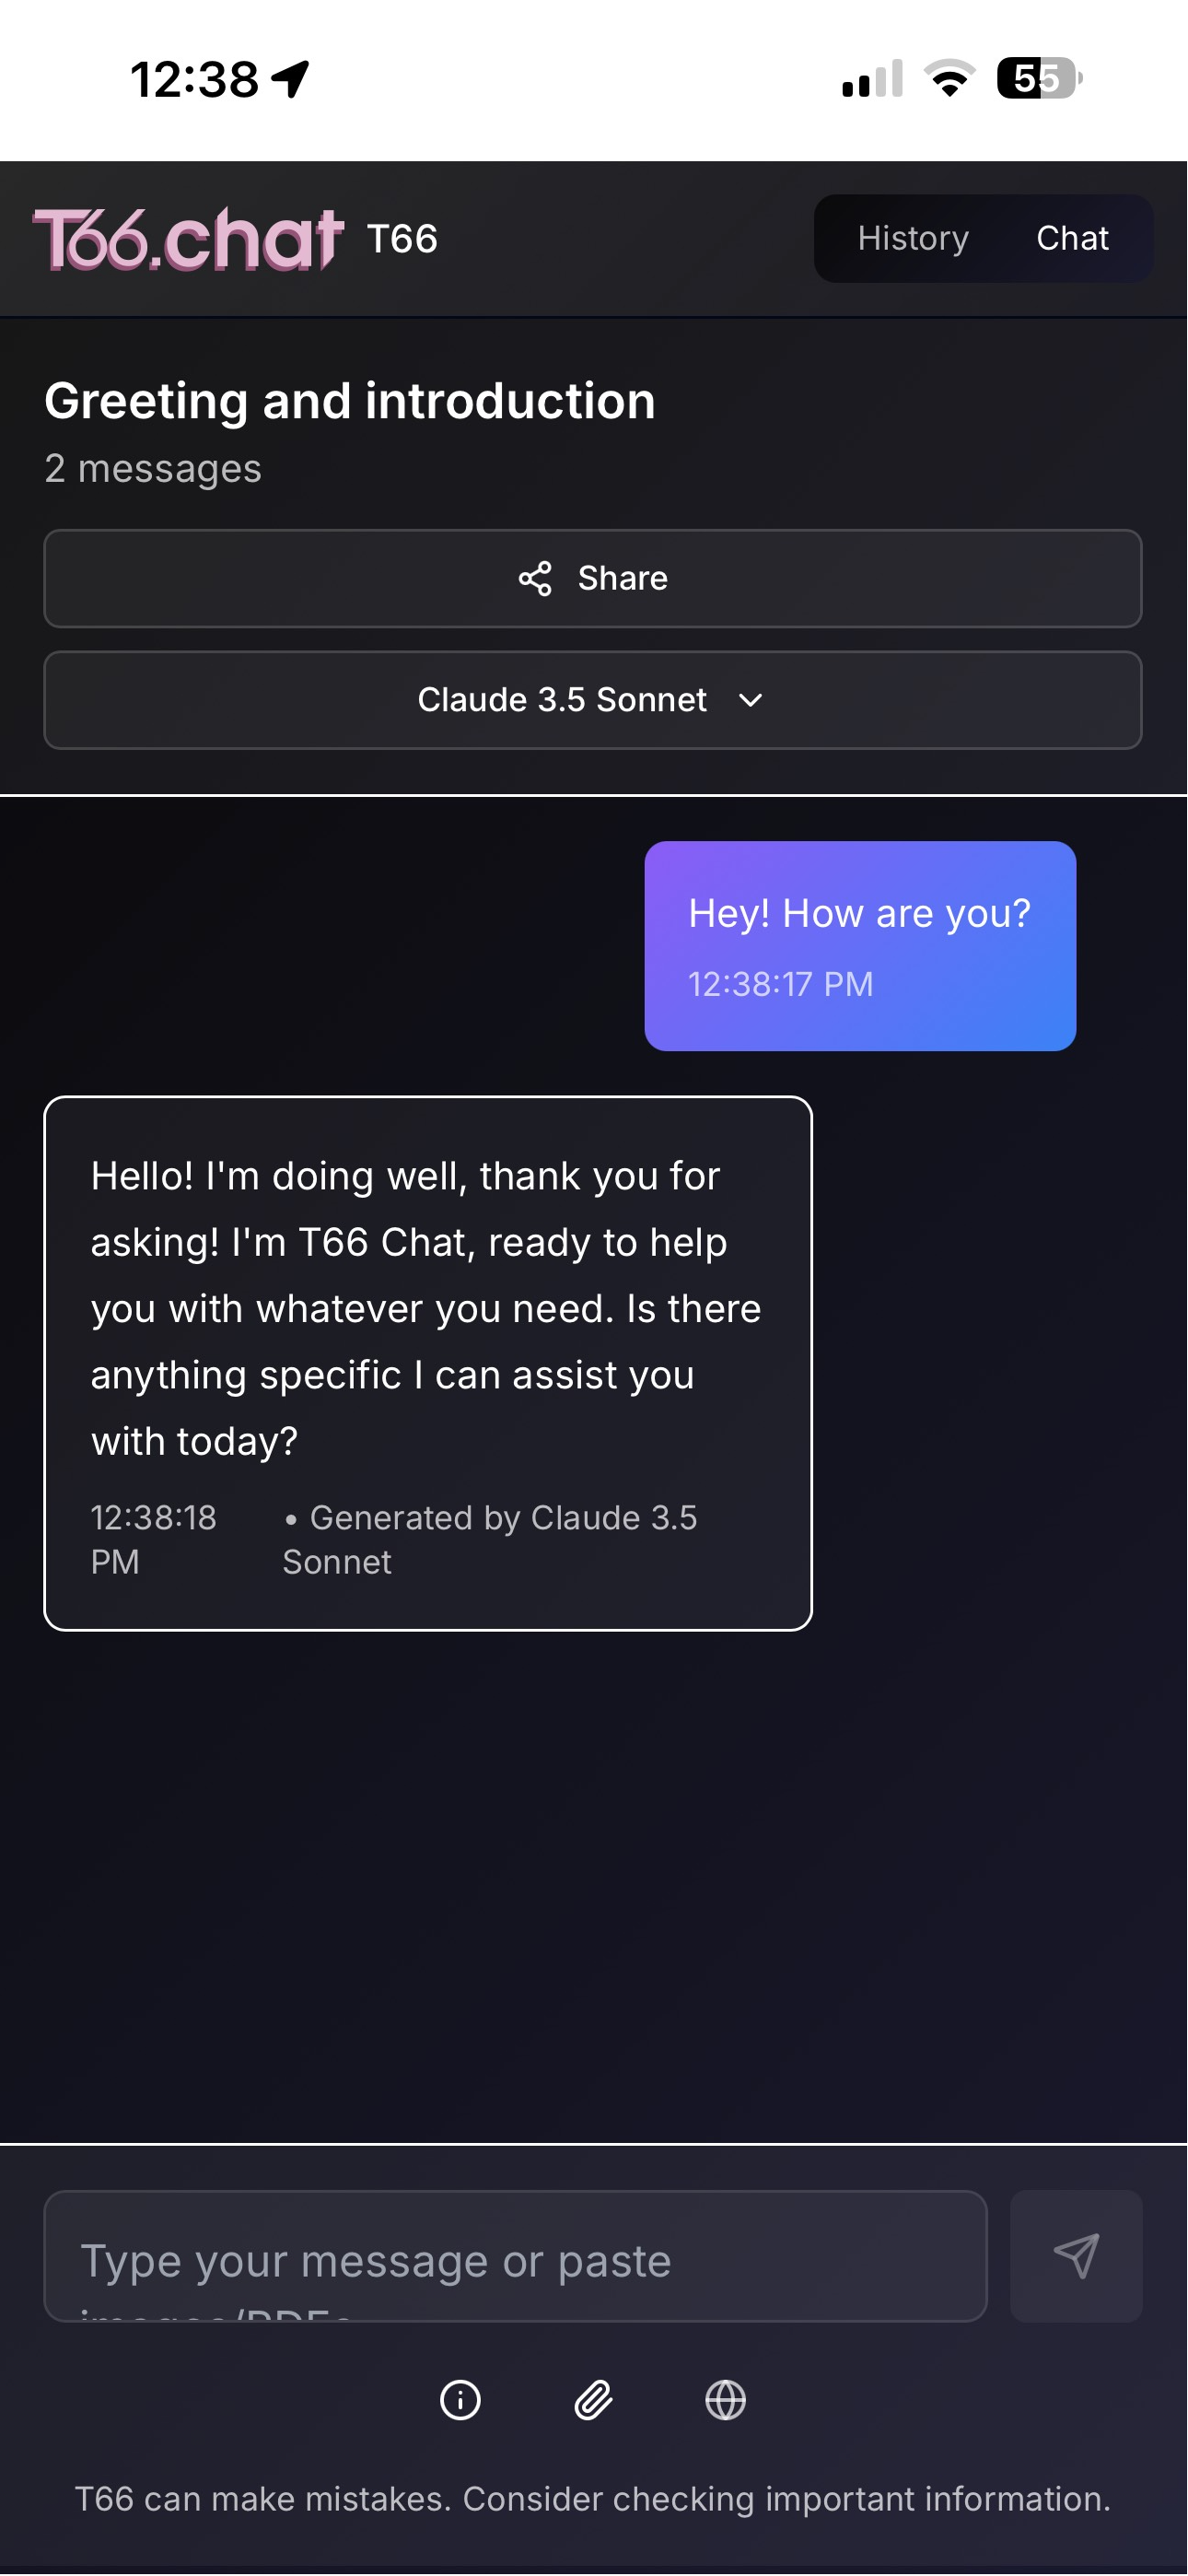 12:38
55
T66.chat T66
History Chat
Greeting and introduction
2 messages
Share
Claude 3.5 Sonnet
Hey! How are you?
12:38:17 PM
Hello! I'm doing well, thank you for
asking! I'm T66 Chat, ready to help
you with whatever you need. Is there
anything specific I can assist you
with today?
12:38:18 PM
• Generated by Claude 3.5 Sonnet
Type your message or paste
images/PDFs
T66 can make mistakes. Consider checking important information.